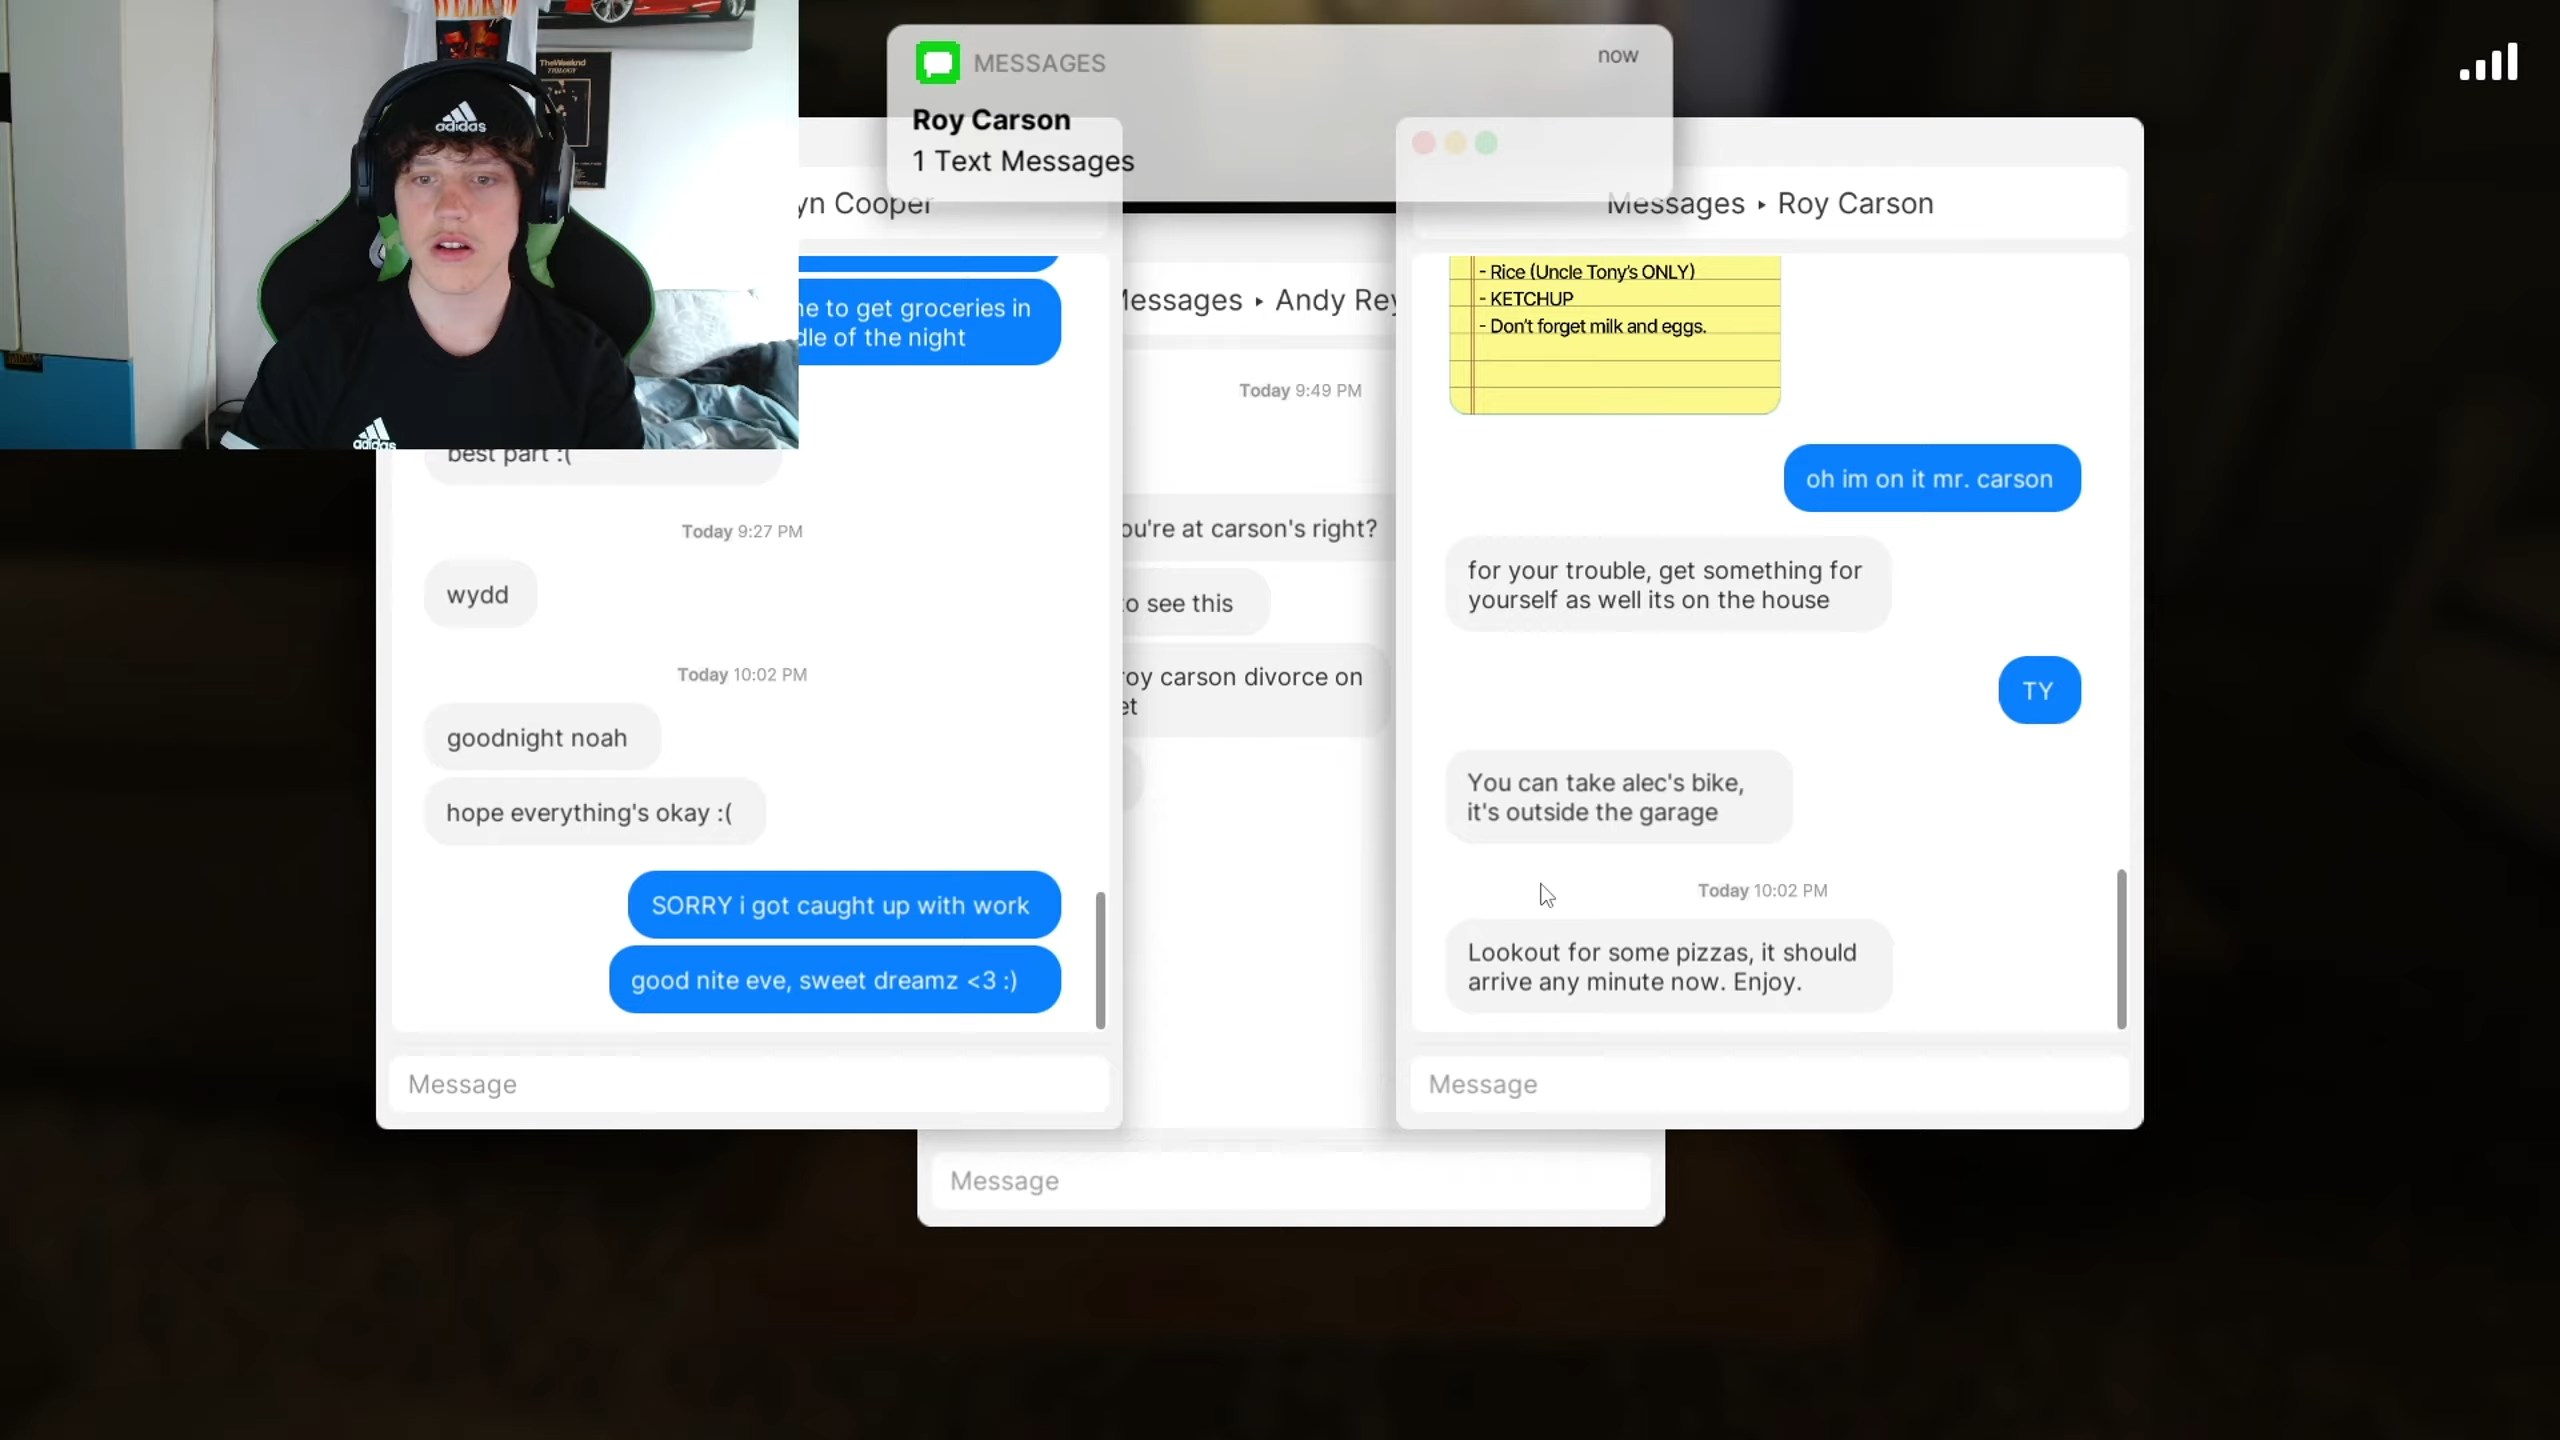 TheWeeknd
TRILOGY
adidas
adidas
MESSAGES
now
Roy Carson
1 Text Messages
yn Cooper
Messages ▸ Roy Carson
to get groceries in
of the night
best part :(
Today 9:27 PM
wydd
Today 10:02 PM
goodnight noah
hope everything's okay :(
SORRY i got caught up with work
good nite eve, sweet dreamz <3 :)
Message
Messages ▸ Andy Rey
Today 9:49 PM
ou're at carson's right?
to see this
roy carson divorce on
et
Message
- Rice (Uncle Tony's ONLY)
- KETCHUP
- Don't forget milk and eggs.
oh im on it mr. carson
for your trouble, get something for
yourself as well its on the house
TY
You can take alec's bike,
it's outside the garage
Today 10:02 PM
Lookout for some pizzas, it should
arrive any minute now. Enjoy.
Message